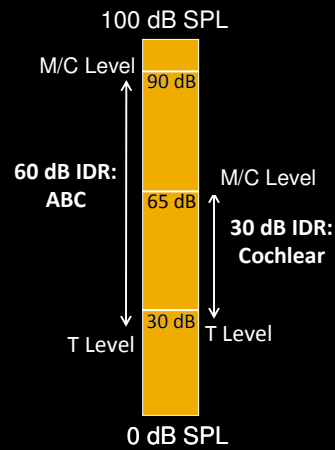 100 dB SPL
M/C Level
90 dB
60 dB IDR:
ABC
M/C Level
65 dB
30 dB IDR:
Cochlear
30 dB
T Level
T Level
0 dB SPL